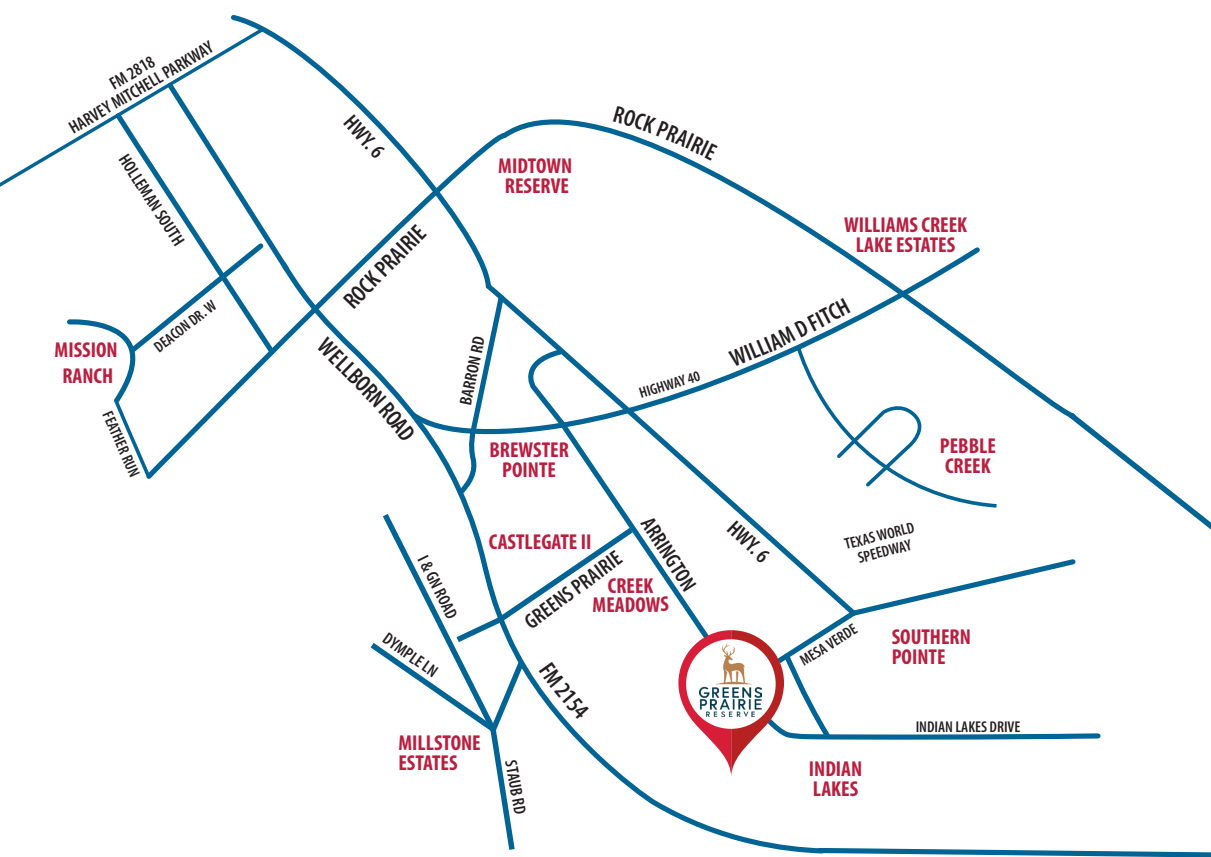 FM 2818
HARVEY MITCHELL PARKWAY
HWY. 6
ROCK PRAIRIE
MIDTOWN
RESERVE
HOLLEMAN SOUTH
WILLIAMS CREEK
LAKE ESTATES
ROCK PRAIRIE
DEACON DR. W
MISSION
RANCH
WELLBORN ROAD
BARRON RD
WILLIAM D FITCH
HIGHWAY 40
FEATHER RUN
BREWSTER
POINTE
PEBBLE
CREEK
ARRINGTON
HWY. 6
TEXAS WORLD
SPEEDWAY
CASTLEGATE II
I & GN ROAD
GREENS PRAIRIE
CREEK
MEADOWS
DYMPLE LN
MESA VERDE
SOUTHERN
POINTE
FM 2154
GREENS
PRAIRIE
RESERVE
INDIAN LAKES DRIVE
MILLSTONE
ESTATES
STAUB RD
INDIAN
LAKES